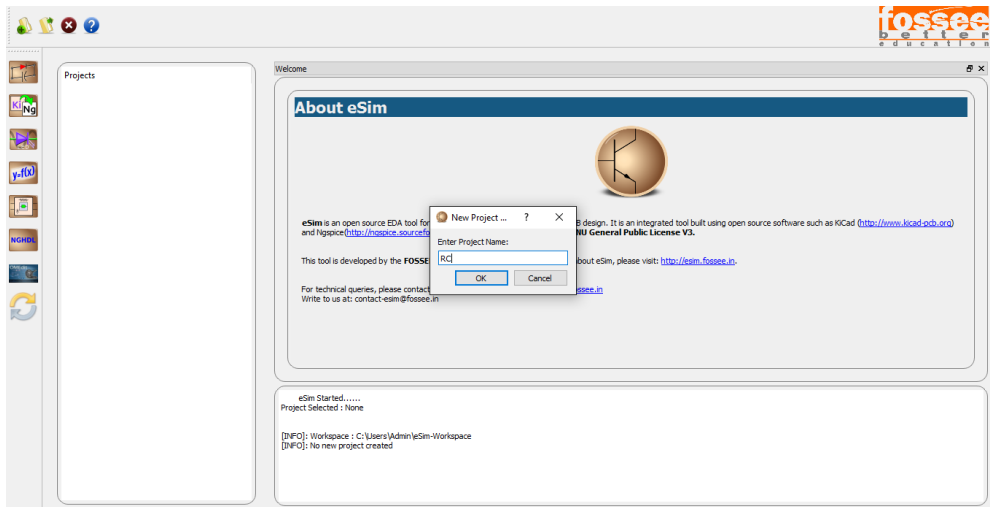 fossee
better
education
Projects
Welcome
About eSim
eSim is an open source EDA tool for
B design. It is an integrated tool built using open source software such as KiCad (http://www.kicad-pcb.org)
and Ngspice(http://ngspice.sourcefo
NU General Public License V3.
This tool is developed by the FOSSE
bout eSim, please visit: http://esim.fossee.in.
For technical queries, please contact
ossee.in
Write to us at: contact-esim@fossee.in
New Project ... ?
Enter Project Name:
RC
OK Cancel
Ki Ng
y=f(x)
NGHDL
eSim Started......
Project Selected : None
[INFO]: Workspace : C:\Users\Admin\eSim-Workspace
[INFO]: No new project created